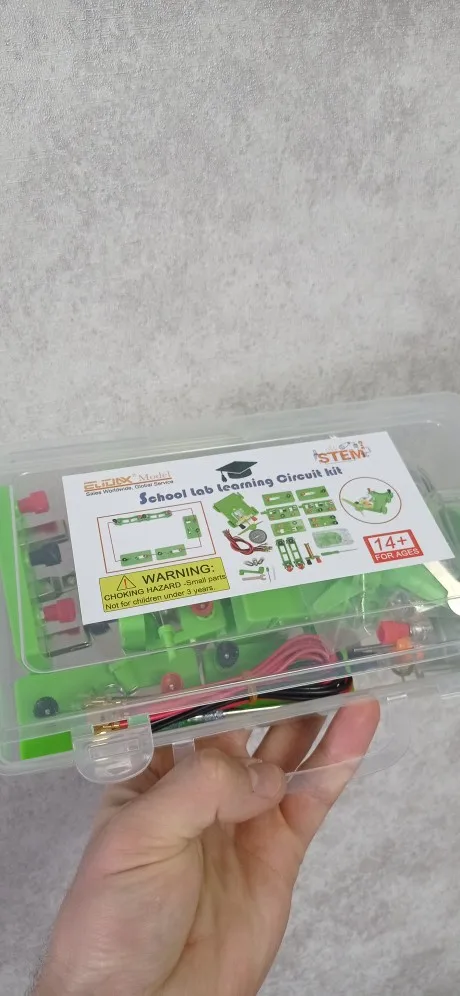 EUDAX® Model
Sales Worldwide, Global Service
STEM
School Lab Learning Circuit kit
WARNING:
CHOKING HAZARD -Small parts
Not for children under 3 years.
14+
FOR AGES